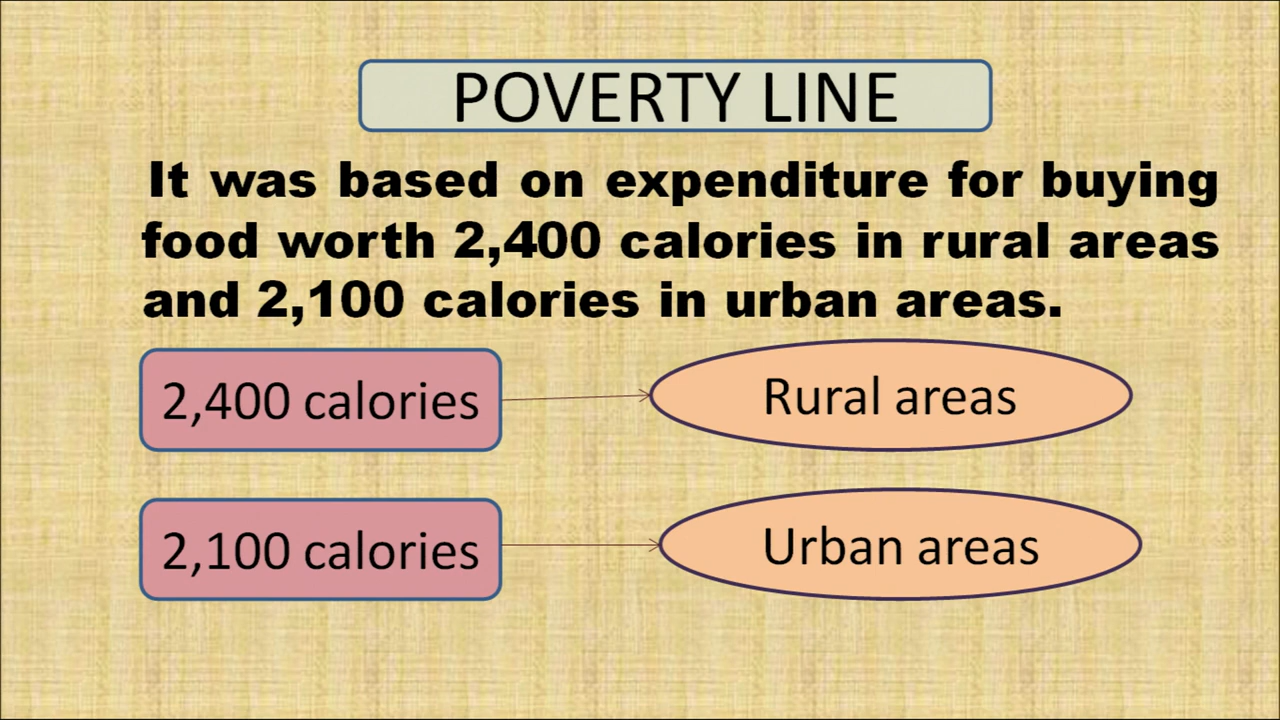 POVERTY LINE
It was based on expenditure for buying
food worth 2,400 calories in rural areas
and 2,100 calories in urban areas.
2,400 calories
Rural areas
2,100 calories
Urban areas